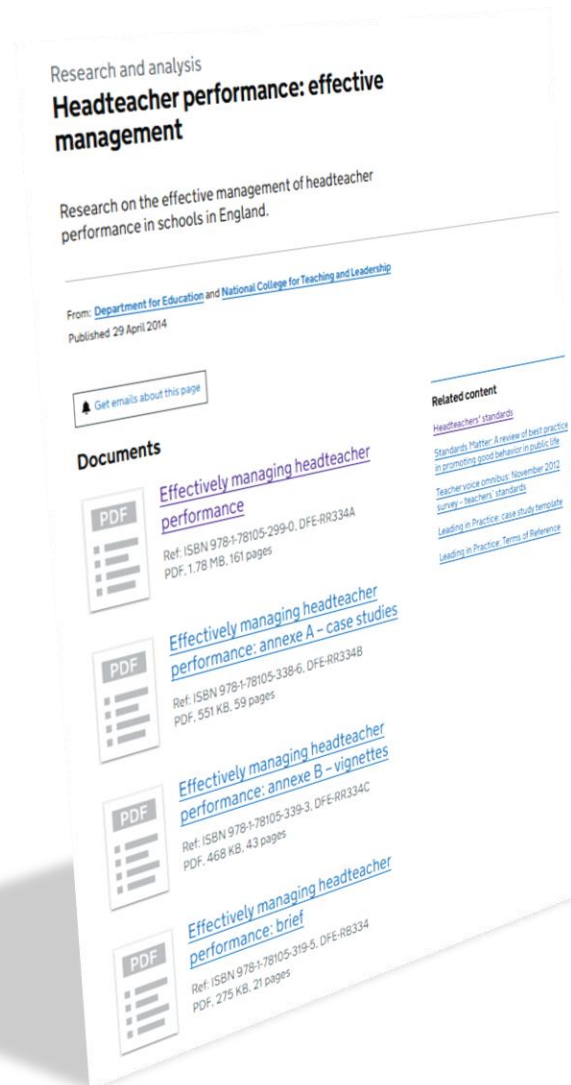 Research and analysis
Headteacher performance: effective
management
Research on the effective management of headteacher
performance in schools in England.
From: Department for Education and National College for Teaching and Leadership
Published 29 April 2014
Get emails about this page
Documents
PDF
Effectively managing headteacher
performance
Ref: ISBN 978-1-78105-299-0, DFE-RR334A
PDF, 1.78 MB, 161 pages
PDF
Effectively managing headteacher
performance: annexe A – case studies
Ref: ISBN 978-1-78105-338-6, DFE-RR334B
PDF, 551 KB, 59 pages
PDF
Effectively managing headteacher
performance: annexe B – vignettes
Ref: ISBN 978-1-78105-339-3, DFE-RR334C
PDF, 468 KB, 43 pages
PDF
Effectively managing headteacher
performance: brief
Ref: ISBN 978-1-78105-319-5, DFE-RB334
PDF, 275 KB, 21 pages
Related content
Headteachers' standards
Standards Matter: A review of best practice
in promoting good behavior in public life
Teacher voice omnibus: November 2012
survey - teachers' standards
Leading in Practice: case study template
Leading in Practice: Terms of Reference